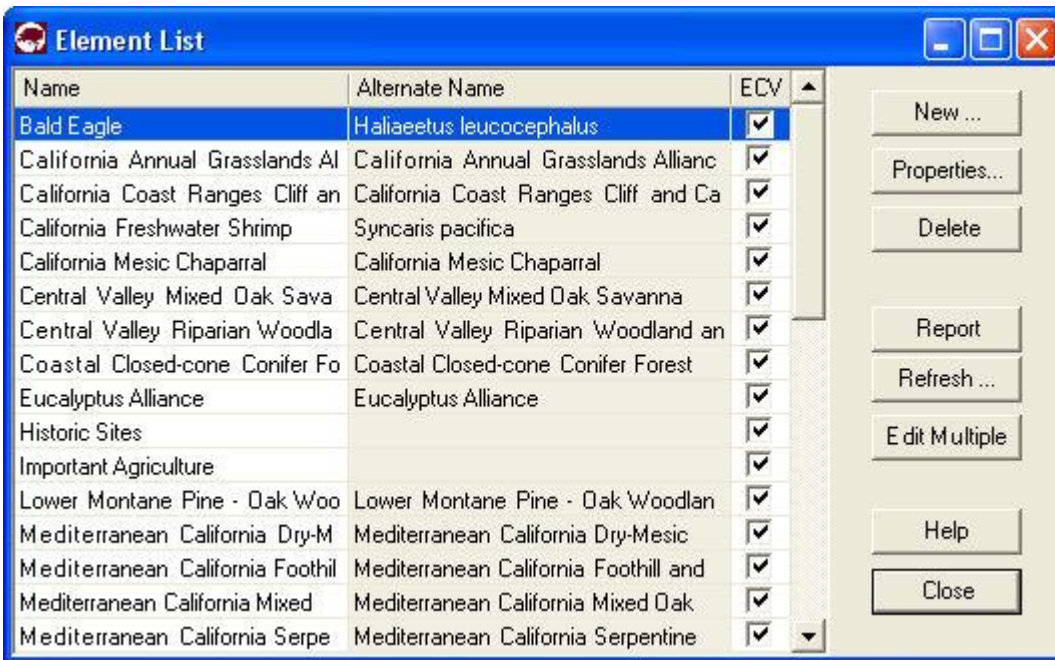 Element List
Name Alternate Name ECV
Bald Eagle Haliaeetus leucocephalus
California Annual Grasslands Al California Annual Grasslands Allianc
California Coast Ranges Cliff an California Coast Ranges Cliff and Ca
California Freshwater Shrimp Syncaris pacifica
California Mesic Chaparral California Mesic Chaparral
Central Valley Mixed Oak Sava Central Valley Mixed Oak Savanna
Central Valley Riparian Woodla Central Valley Riparian Woodland an
Coastal Closed-cone Conifer Fo Coastal Closed-cone Conifer Forest
Eucalyptus Alliance Eucalyptus Alliance
Historic Sites
Important Agriculture
Lower Montane Pine - Oak Woo Lower Montane Pine - Oak Woodlan
Mediterranean California Dry-M Mediterranean California Dry-Mesic
Mediterranean California Foothil Mediterranean California Foothill and
Mediterranean California Mixed Mediterranean California Mixed Oak
Mediterranean California Serpe Mediterranean California Serpentine
New ...
Properties...
Delete
Report
Refresh ...
Edit Multiple
Help
Close